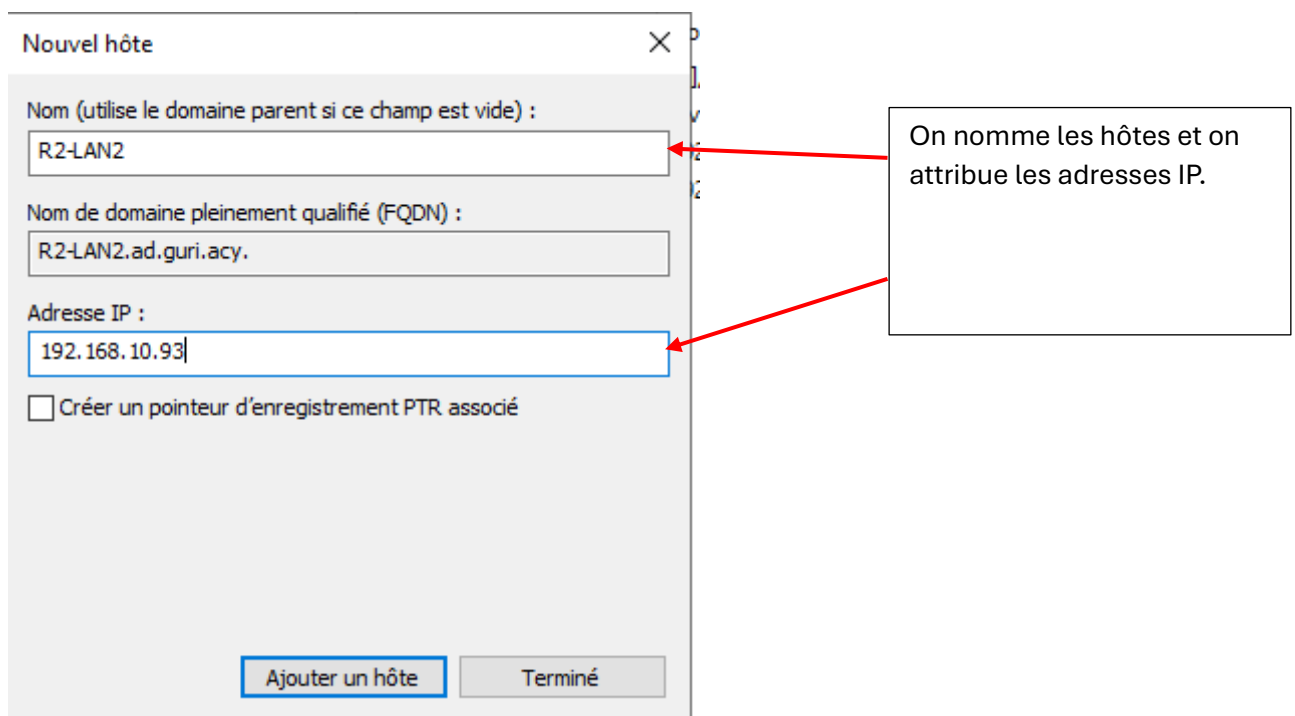 Nouvel hôte
Nom (utilise le domaine parent si ce champ est vide) :
R2-LAN2
Nom de domaine pleinement qualifié (FQDN) :
R2-LAN2.ad.guri.acy.
Adresse IP :
192.168.10.93
Créer un pointeur d'enregistrement PTR associé
Ajouter un hôte
Terminé
On nomme les hôtes et on
attribue les adresses IP.